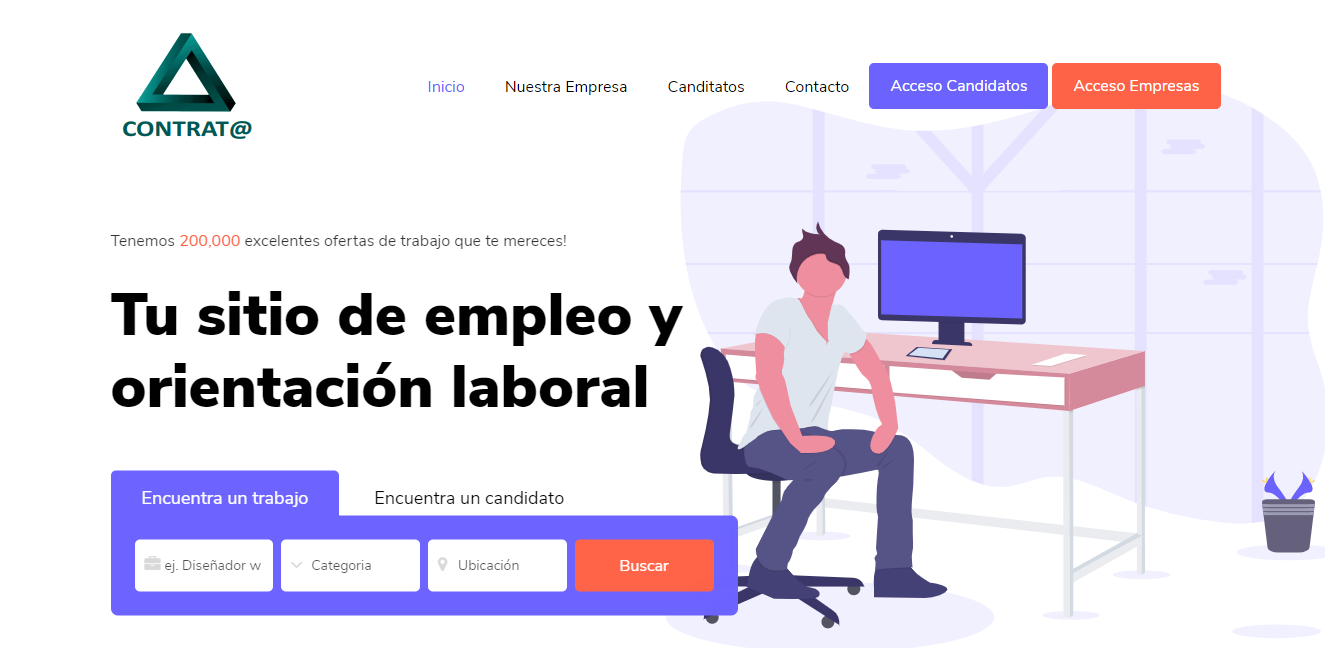 CONTRAT@
Inicio Nuestra Empresa Canditatos Contacto Acceso Candidatos Acceso Empresas
Tenemos 200,000 excelentes ofertas de trabajo que te mereces!
Tu sitio de empleo y
orientación laboral
Encuentra un trabajo Encuentra un candidato
ej. Diseñador w Categoria Ubicación Buscar